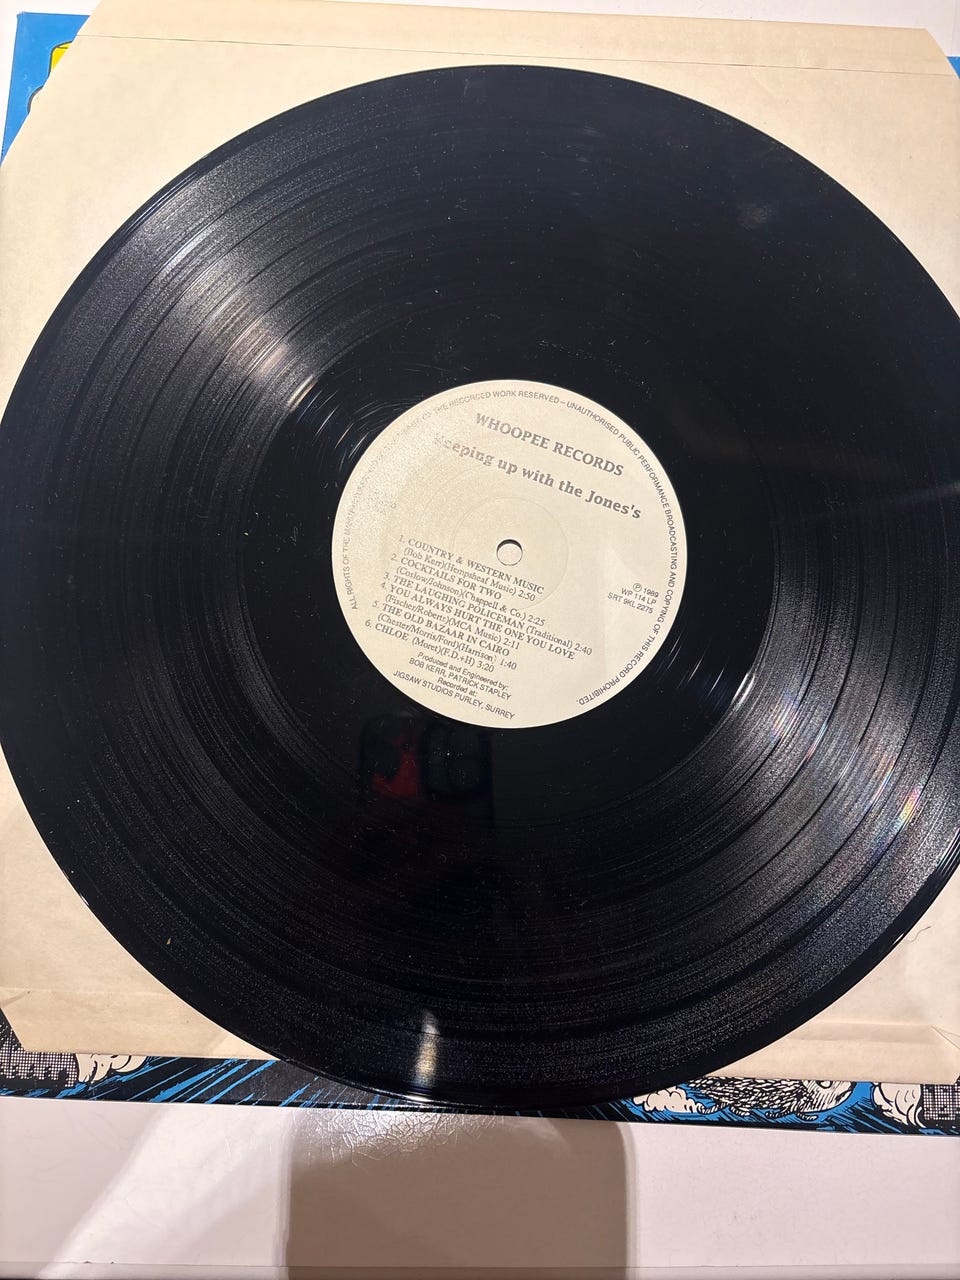 THE RECORDED WORK RESERVED – UNAUTHORISED PUBLIC PERFORMANCE BROADCASTING AND COPYING OF THIS RECORD PROHIBITED.
ALL RIGHTS OF THE
WHOOPEE RECORDS
eeping up with the Jones's
1. COUNTRY & WESTERN MUSIC
(Bob Kerr)(Hempsheaf Music) 2:50
2. COCKTAILS FOR TWO
(Coslow/Johnson)(Chappell & Co.) 2:25
3. THE LAUGHING POLICEMAN (Traditional) 2:40
4. YOU ALWAYS HURT THE ONE YOU LOVE
(Fischer/Roberts)(MCA Music) 2:11
5. THE OLD BAZAAR IN CAIRO
(Chester/Morris/Ford)(Harrison) 1:40
6. CHLOE (Moret)(F.D.+H) 3:20
Ⓟ 1989
WP 114 LP
SRT 9KL 2275
Produced and Engineered by:
BOB KERR, PATRICK STAPLEY
Recorded at:
JIGSAW STUDIOS PURLEY, SURREY